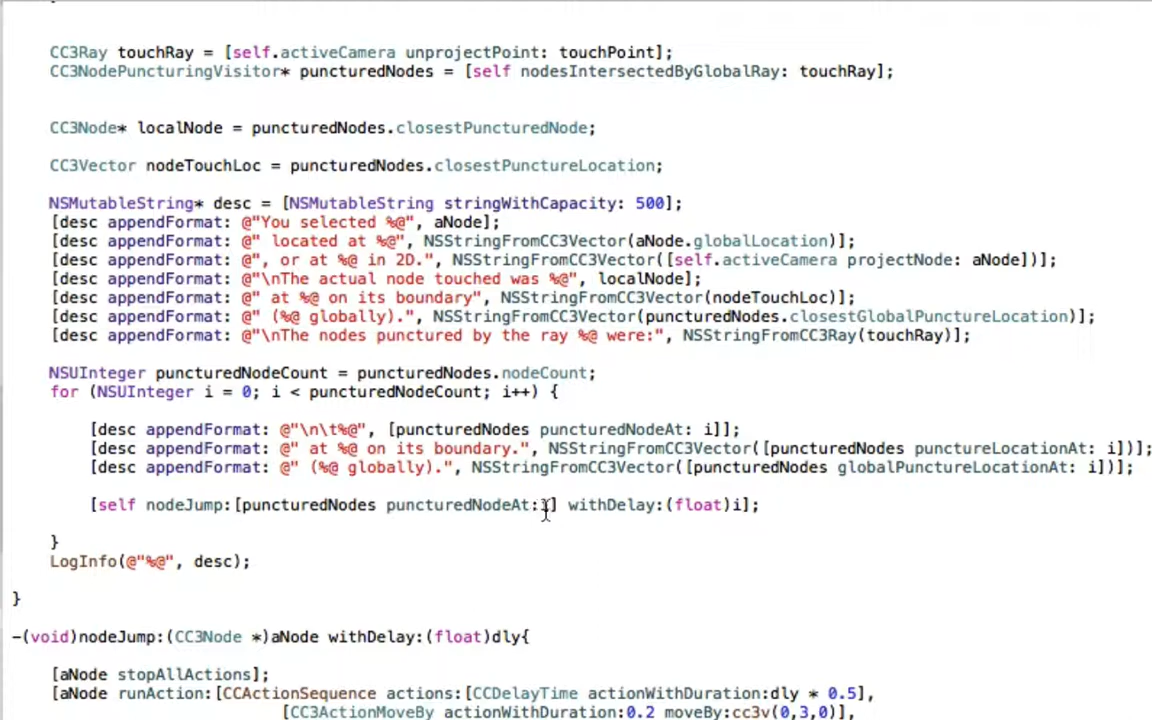 CC3Ray touchRay = [self.activeCamera unprojectPoint: touchPoint];
CC3NodePuncturingVisitor* puncturedNodes = [self nodesIntersectedByGlobalRay: touchRay];
CC3Node* localNode = puncturedNodes.closestPuncturedNode;
CC3Vector nodeTouchLoc = puncturedNodes.closestPunctureLocation;
NSMutableString* desc = [NSMutableString stringWithCapacity: 500];
[desc appendFormat: @"You selected %@", aNode];
[desc appendFormat: @" located at %@", NSStringFromCC3Vector(aNode.globalLocation)];
[desc appendFormat: @", or at %@ in 2D.", NSStringFromCC3Vector([self.activeCamera projectNode: aNode])];
[desc appendFormat: @"\nThe actual node touched was %@", localNode];
[desc appendFormat: @" at %@ on its boundary", NSStringFromCC3Vector(nodeTouchLoc)];
[desc appendFormat: @" (%@ globally).", NSStringFromCC3Vector(puncturedNodes.closestGlobalPunctureLocation)];
[desc appendFormat: @"\nThe nodes punctured by the ray %@ were:", NSStringFromCC3Ray(touchRay)];
NSUInteger puncturedNodeCount = puncturedNodes.nodeCount;
for (NSUInteger i = 0; i < puncturedNodeCount; i++) {
[desc appendFormat: @"\n\t%@", [puncturedNodes puncturedNodeAt: i]];
[desc appendFormat: @" at %@ on its boundary.", NSStringFromCC3Vector([puncturedNodes punctureLocationAt: i])];
[desc appendFormat: @" (%@ globally).", NSStringFromCC3Vector([puncturedNodes globalPunctureLocationAt: i])];
[self nodeJump:[puncturedNodes puncturedNodeAt:i] withDelay:(float)i];
}
LogInfo(@"%@", desc);
}
-(void)nodeJump:(CC3Node *)aNode withDelay:(float)dly{
[aNode stopAllActions];
[aNode runAction:[CCActionSequence actions:[CCDelayTime actionWithDuration:dly * 0.5],
[CC3ActionMoveBy actionWithDuration:0.2 moveBy:cc3v(0,3,0)],